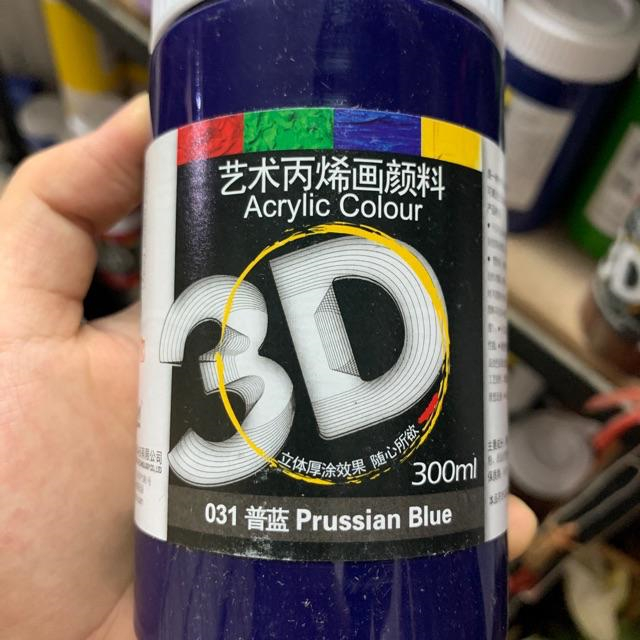 艺术丙烯画颜料
Acrylic Colour
3D
立体厚涂效果 随心所欲
300ml
031 普蓝 Prussian Blue